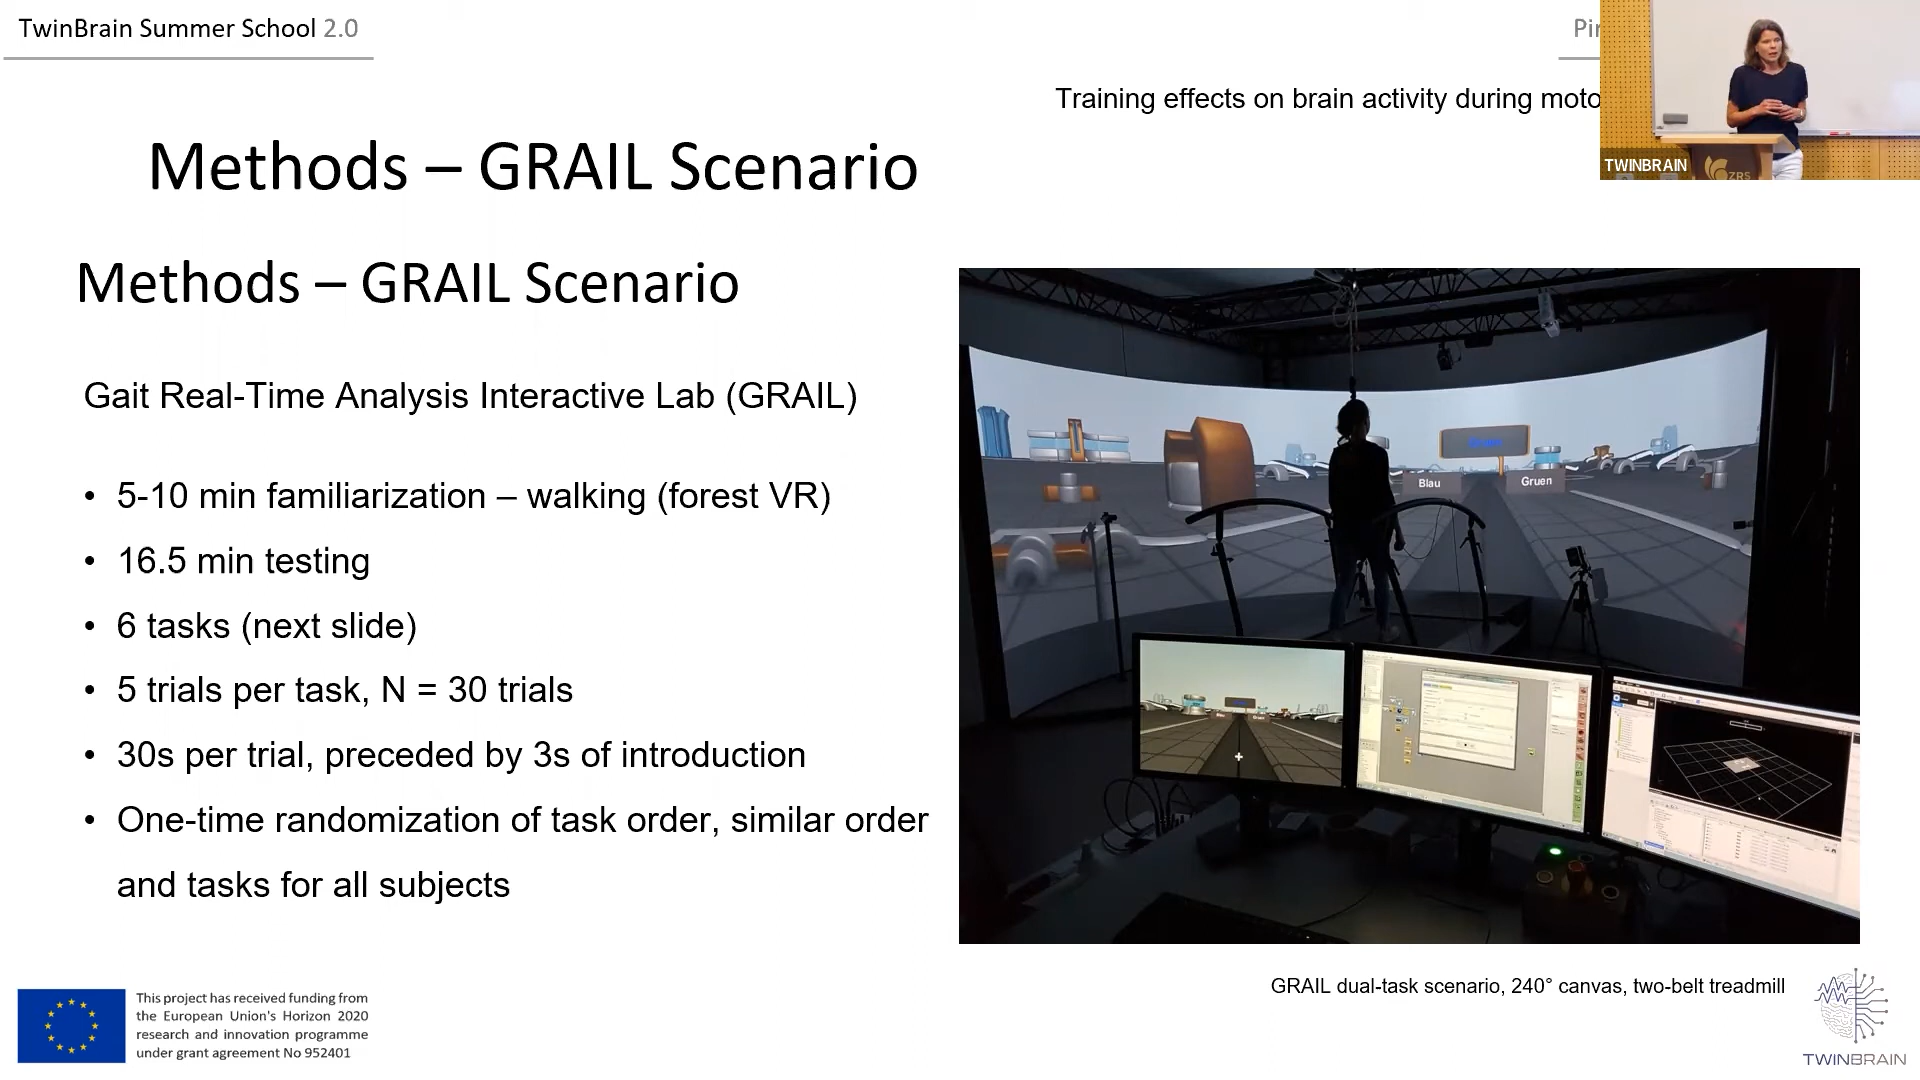 TwinBrain Summer School 2.0
Training effects on brain activity during
TWINBRAIN
ZRS
Methods – GRAIL Scenario
Methods – GRAIL Scenario
Gait Real-Time Analysis Interactive Lab (GRAIL)
• 5-10 min familiarization – walking (forest VR)
• 16.5 min testing
• 6 tasks (next slide)
• 5 trials per task, N = 30 trials
• 30s per trial, preceded by 3s of introduction
• One-time randomization of task order, similar order
and tasks for all subjects
Blau
Gruen
GRAIL dual-task scenario, 240° canvas, two-belt treadmill
This project has received funding from
the European Union's Horizon 2020
research and innovation programme
under grant agreement No 952401
TWINBRAIN